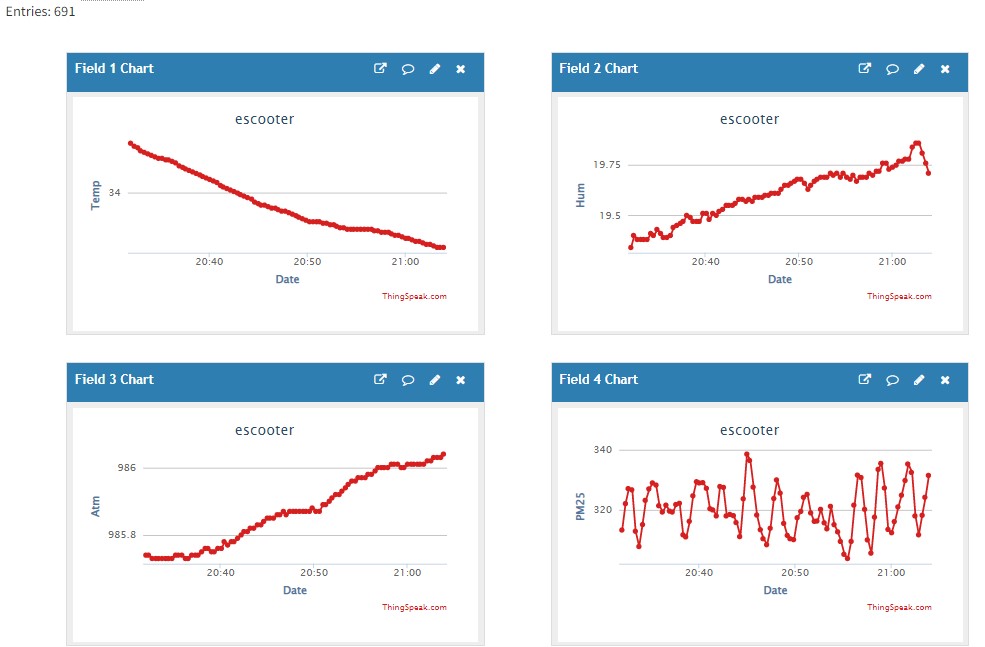 Entries: 691
Field 1 Chart
escooter
Temp
34
20:40 20:50 21:00
Date
ThingSpeak.com
Field 2 Chart
escooter
Hum
19.75
19.5
20:40 20:50 21:00
Date
ThingSpeak.com
Field 3 Chart
escooter
Atm
986
985.8
20:40 20:50 21:00
Date
ThingSpeak.com
Field 4 Chart
escooter
PM25
340
320
20:40 20:50 21:00
Date
ThingSpeak.com